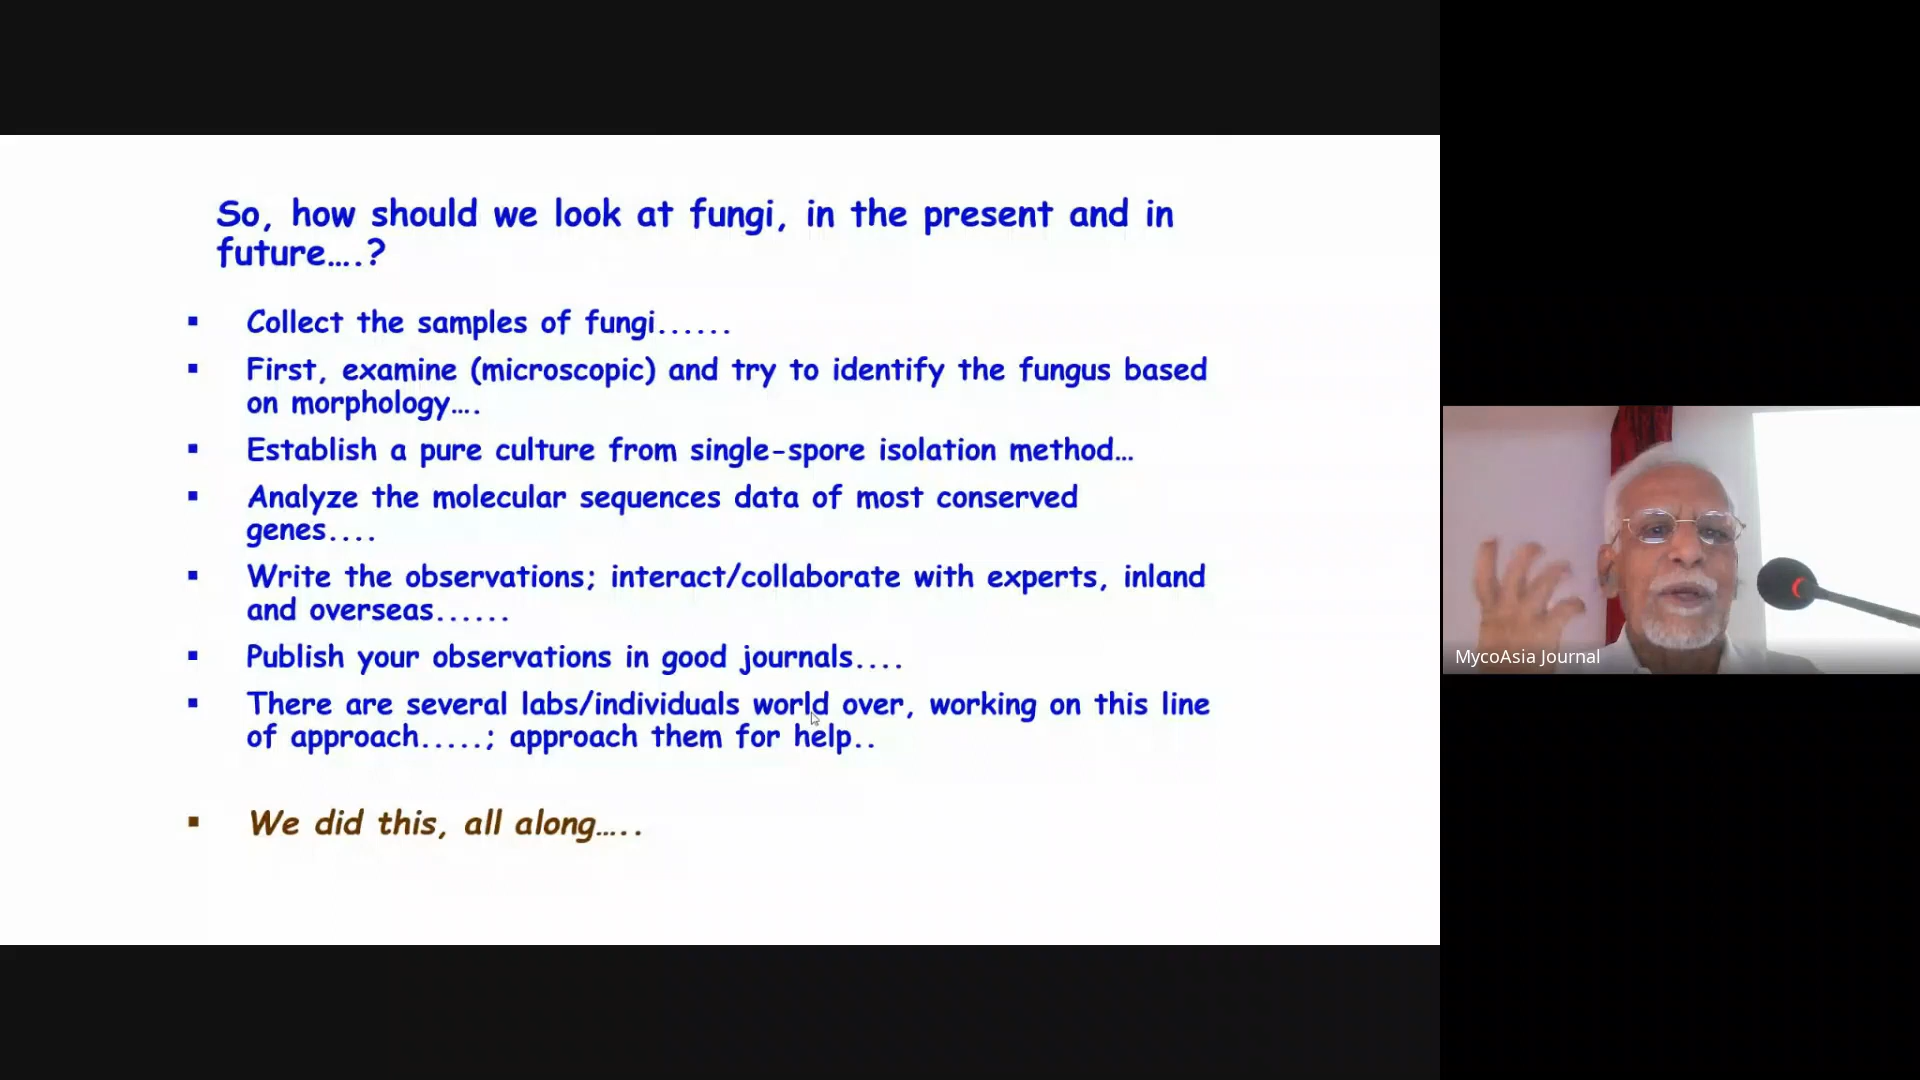 So, how should we look at fungi, in the present and in
future....?
▪ Collect the samples of fungi......
▪ First, examine (microscopic) and try to identify the fungus based
on morphology....
▪ Establish a pure culture from single-spore isolation method...
▪ Analyze the molecular sequences data of most conserved
genes....
▪ Write the observations; interact/collaborate with experts, inland
and overseas......
▪ Publish your observations in good journals....
▪ There are several labs/individuals world over, working on this line
of approach.....; approach them for help..
▪ We did this, all along.....
MycoAsia Journal